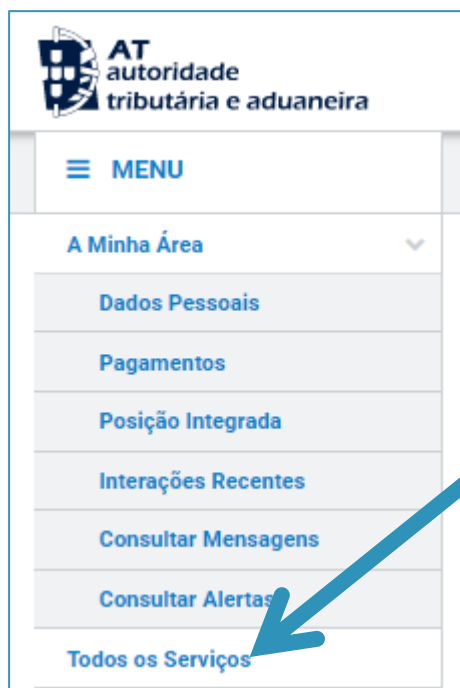 AT
autoridade
tributária e aduaneira
≡ MENU
A Minha Área
Dados Pessoais
Pagamentos
Posição Integrada
Interações Recentes
Consultar Mensagens
Consultar Alertas
Todos os Serviços